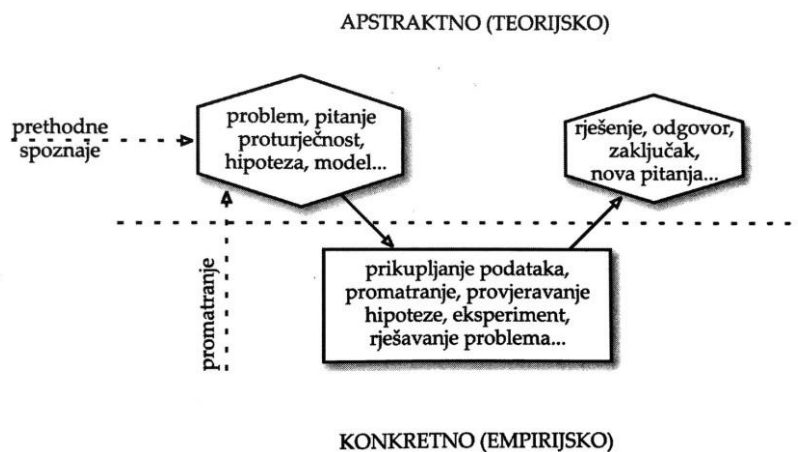 APSTRAKTNO (TEORIJSKO)
prethodne
spoznaje
problem, pitanje
proturječnost,
hipoteza, model...
rješenje, odgovor,
zaključak,
nova pitanja...
promatranje
prikupljanje podataka,
promatranje, provjeravanje
hipoteze, eksperiment,
rješavanje problema...
KONKRETNO (EMPIRIJSKO)